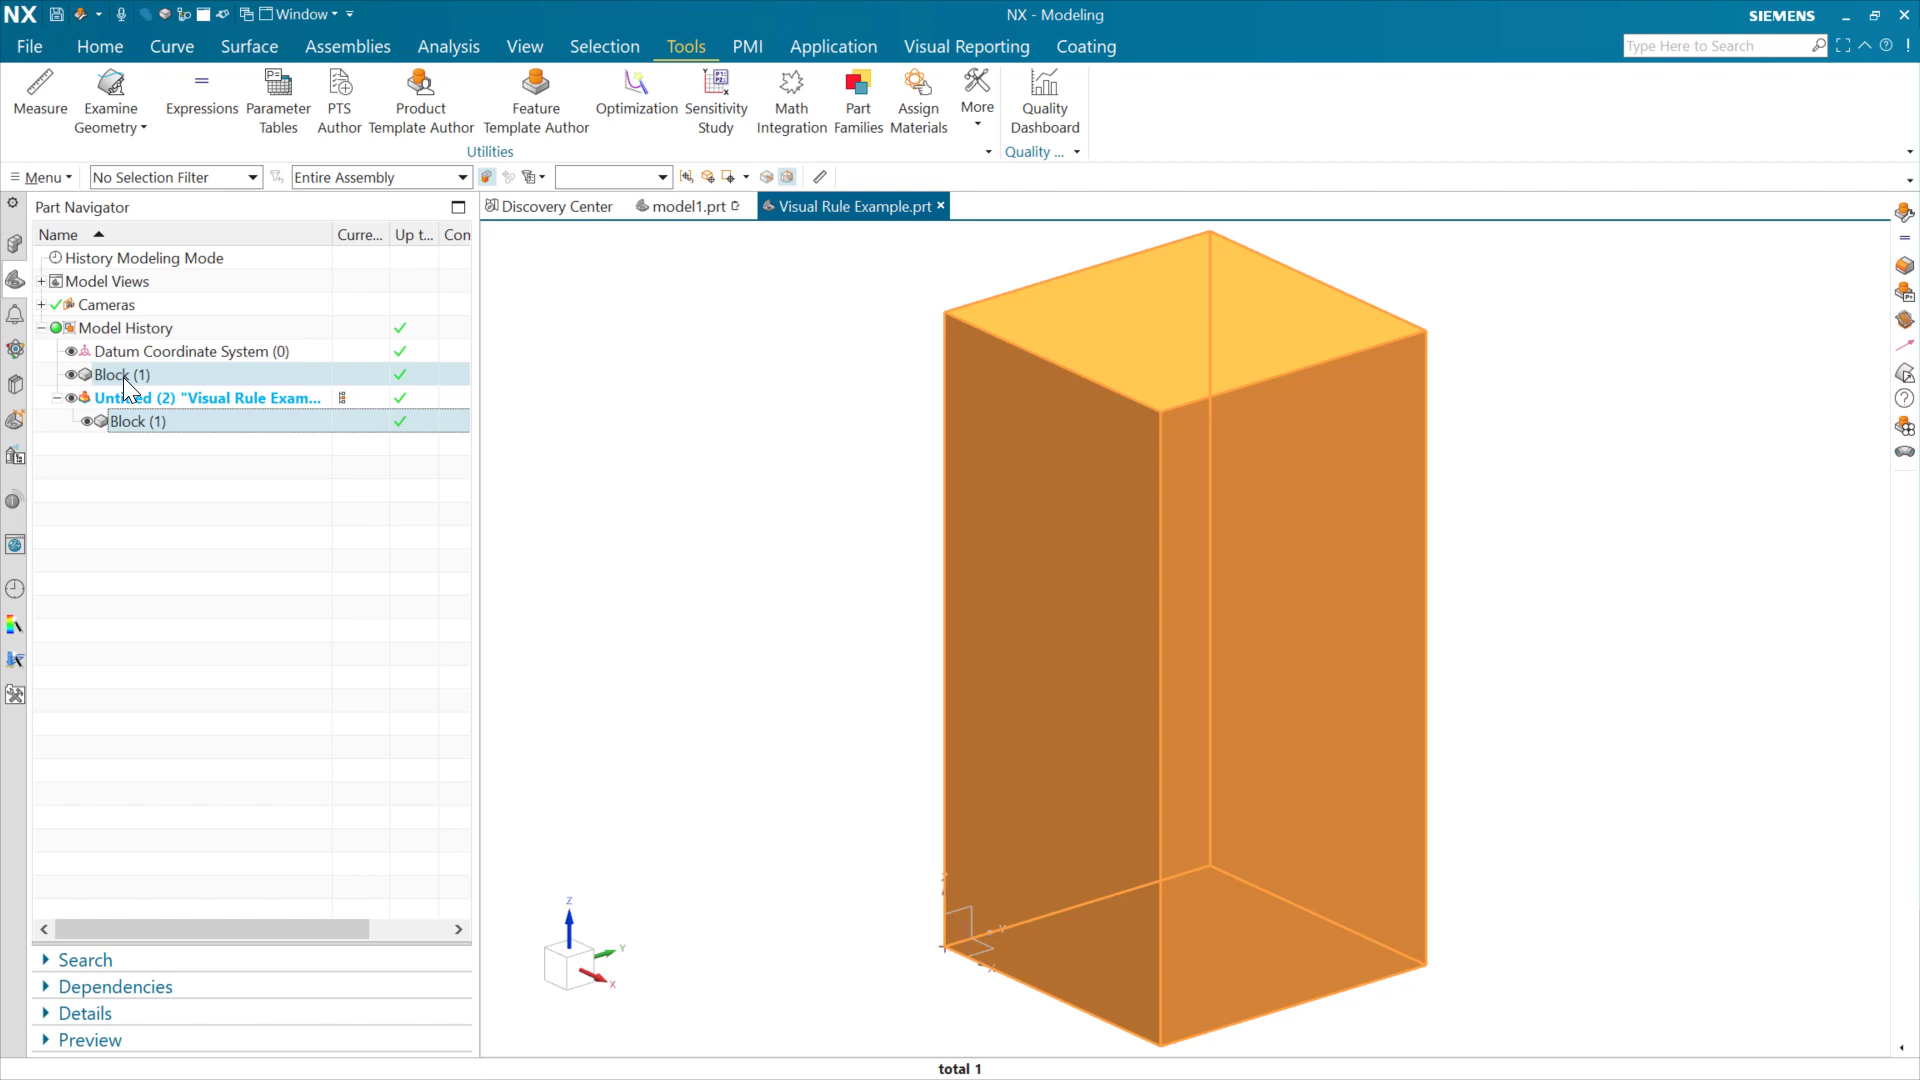 NX
Window
NX - Modeling
SIEMENS
File
Home
Curve
Surface
Assemblies
Analysis
View
Selection
Tools
PMI
Application
Visual Reporting
Coating
Type Here to Search
Measure
Examine
Geometry
Expressions
Parameter
Tables
PTS
Author
Product
Template Author
Feature
Template Author
Optimization
Sensitivity
Study
Math
Integration
Part
Families
Assign
Materials
More
Quality
Dashboard
Utilities
Quality ...
Menu
No Selection Filter
Entire Assembly
Part Navigator
Discovery Center
model1.prt
Visual Rule Example.prt
Name
Curre...
Up t...
Con
History Modeling Mode
Model Views
Cameras
Model History
Datum Coordinate System (0)
Block (1)
(2) "Visual Rule Exam...
Block (1)
Z
Y
X
Y
X
Search
Dependencies
Details
Preview
total 1